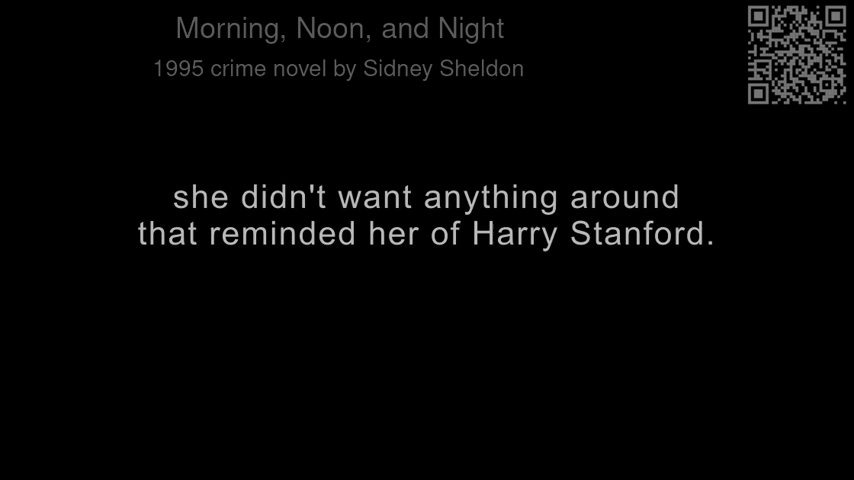 Morning, Noon, and Night
1995 crime novel by Sidney Sheldon
she didn't want anything around
that reminded her of Harry Stanford.